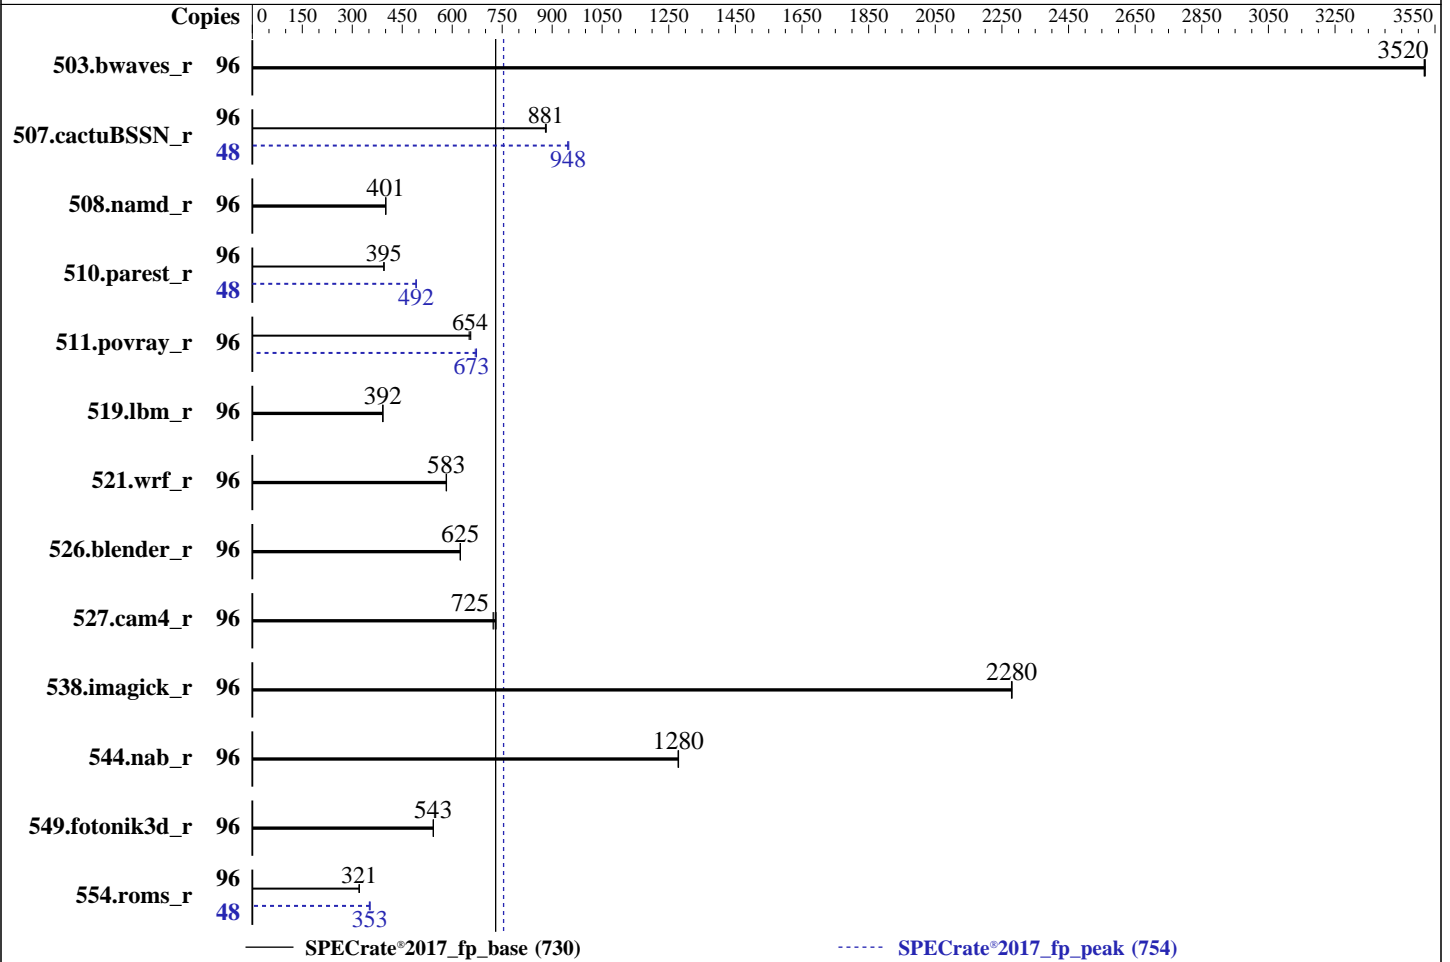 Copies 0 150 300 450 600 750 900 1050 1250 1450 1650 1850 2050 2250 2450 2650 2850 3050 3250 3550
503.bwaves_r 96 3520
507.cactuBSSN_r 96 881
48 948
508.namd_r 96 401
510.parest_r 96 395
48 492
511.povray_r 96 654
673
519.lbm_r 96 392
521.wrf_r 96 583
526.blender_r 96 625
527.cam4_r 96 725
538.imagick_r 96 2280
544.nab_r 96 1280
549.fotonik3d_r 96 543
554.roms_r 96 321
48 353
SPECrate®2017_fp_base (730) SPECrate®2017_fp_peak (754)